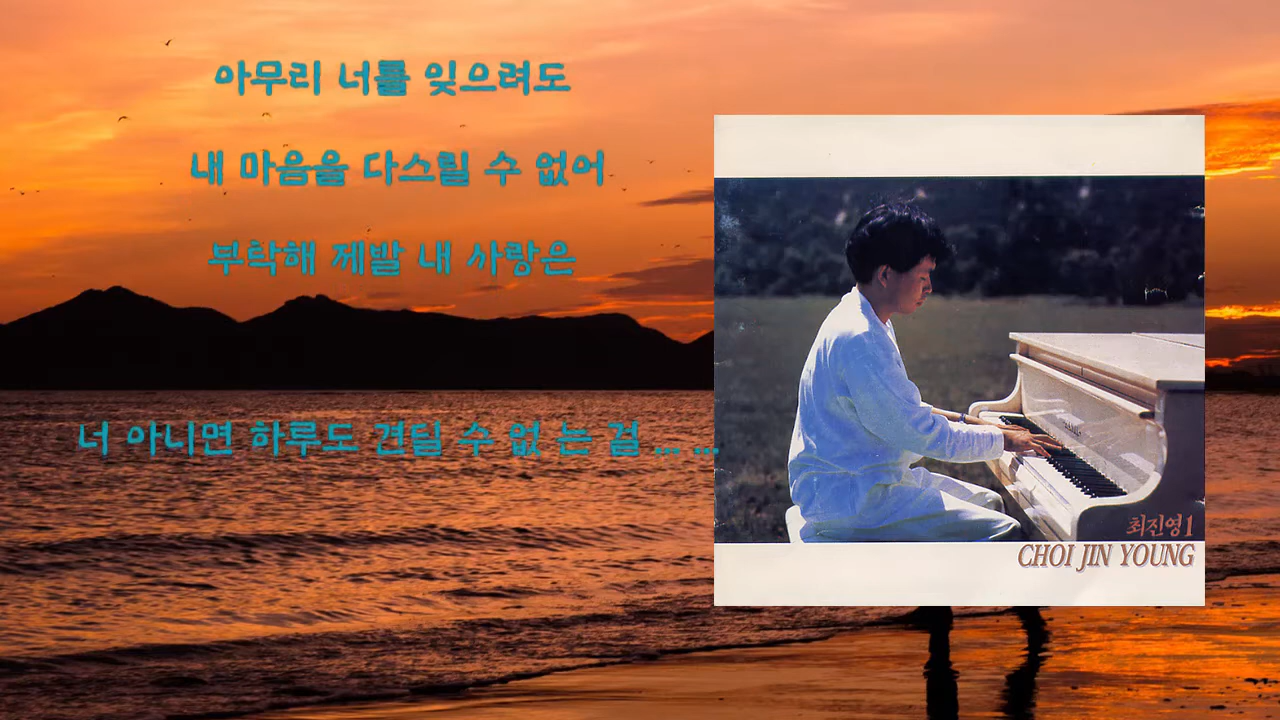 아무리 너를 잊으려도
내 마음을 다스릴 수 없어
부탁해 제발 내 사랑은
너 아니면 하루도 견딜 수 없 는 걸 ... ...
최진영1
CHOI JIN YOUNG